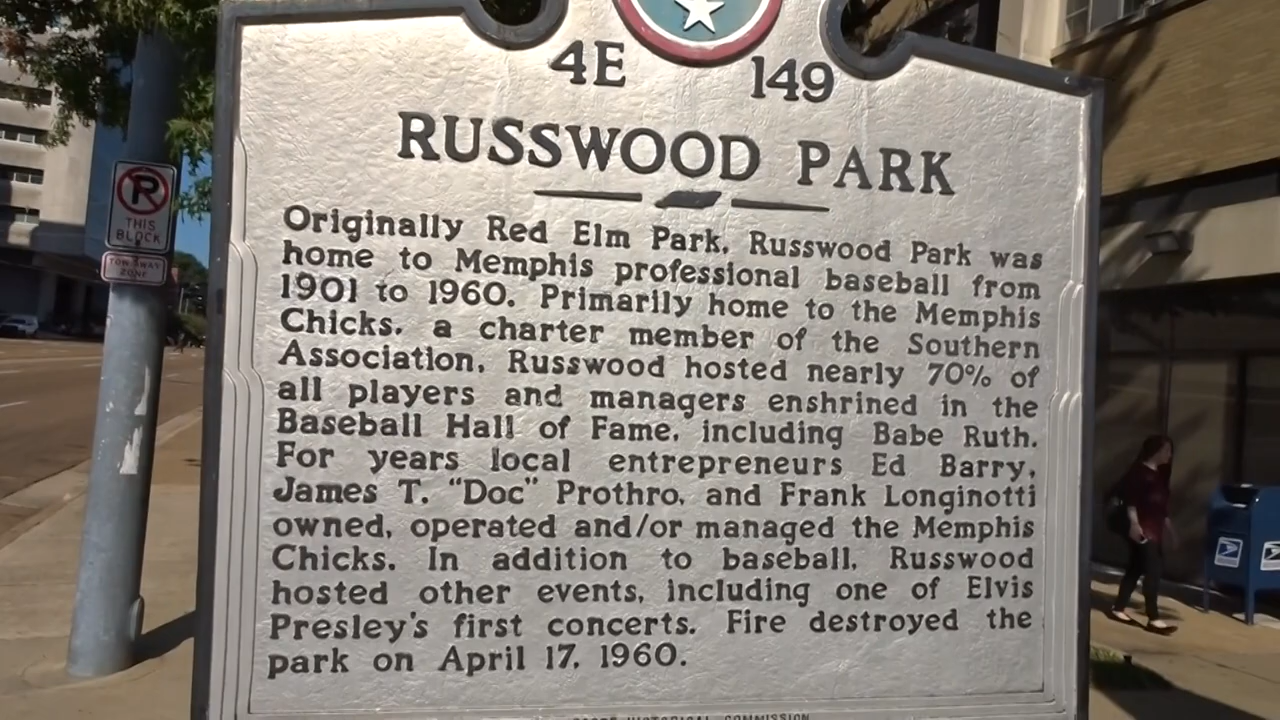 4E 149
RUSSWOOD PARK
Originally Red Elm Park, Russwood Park was
home to Memphis professional baseball from
1901 to 1960. Primarily home to the Memphis
Chicks, a charter member of the Southern
Association, Russwood hosted nearly 70% of
all players and managers enshrined in the
Baseball Hall of Fame, including Babe Ruth.
For years local entrepreneurs Ed Barry,
James T. "Doc" Prothro, and Frank Longinotti
owned, operated and/or managed the Memphis
Chicks. In addition to baseball, Russwood
hosted other events, including one of Elvis
Presley's first concerts. Fire destroyed the
park on April 17, 1960.
HISTORICAL COMMISSION
P
THIS
BLOCK
TOW-AWAY
ZONE